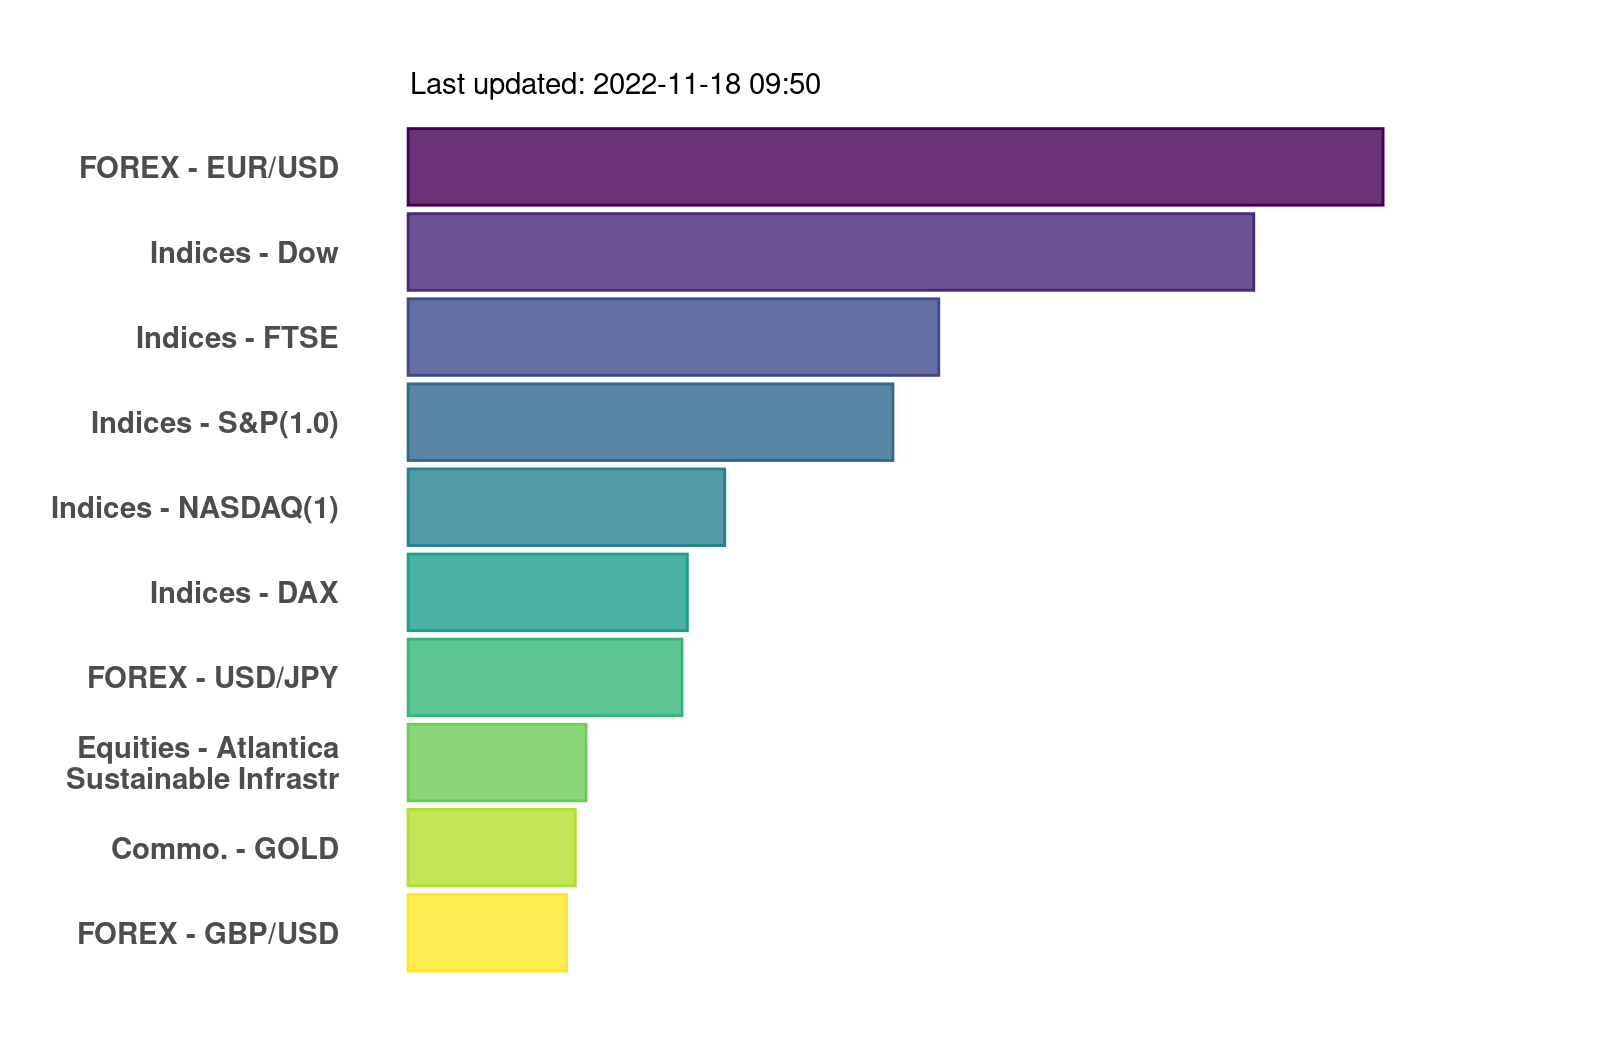 Last updated: 2022-11-18 09:50
FOREX - EUR/USD
Indices - Dow
Indices - FTSE
Indices - S&P(1.0)
Indices - NASDAQ(1)
Indices - DAX
FOREX - USD/JPY
Equities - Atlantica
Sustainable Infrastr
Commo. - GOLD
FOREX - GBP/USD